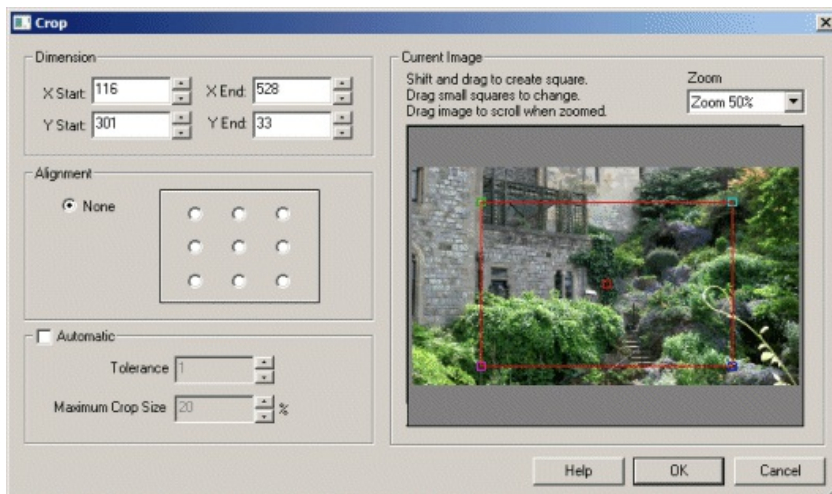 Crop
Dimension
X Start: 116 X End: 528
Y Start: 301 Y End: 33
Alignment
None
Automatic
Tolerance 1
Maximum Crop Size 20 %
Current Image
Shift and drag to create square.
Drag small squares to change.
Drag image to scroll when zoomed.
Zoom
Zoom 50%
Help OK Cancel